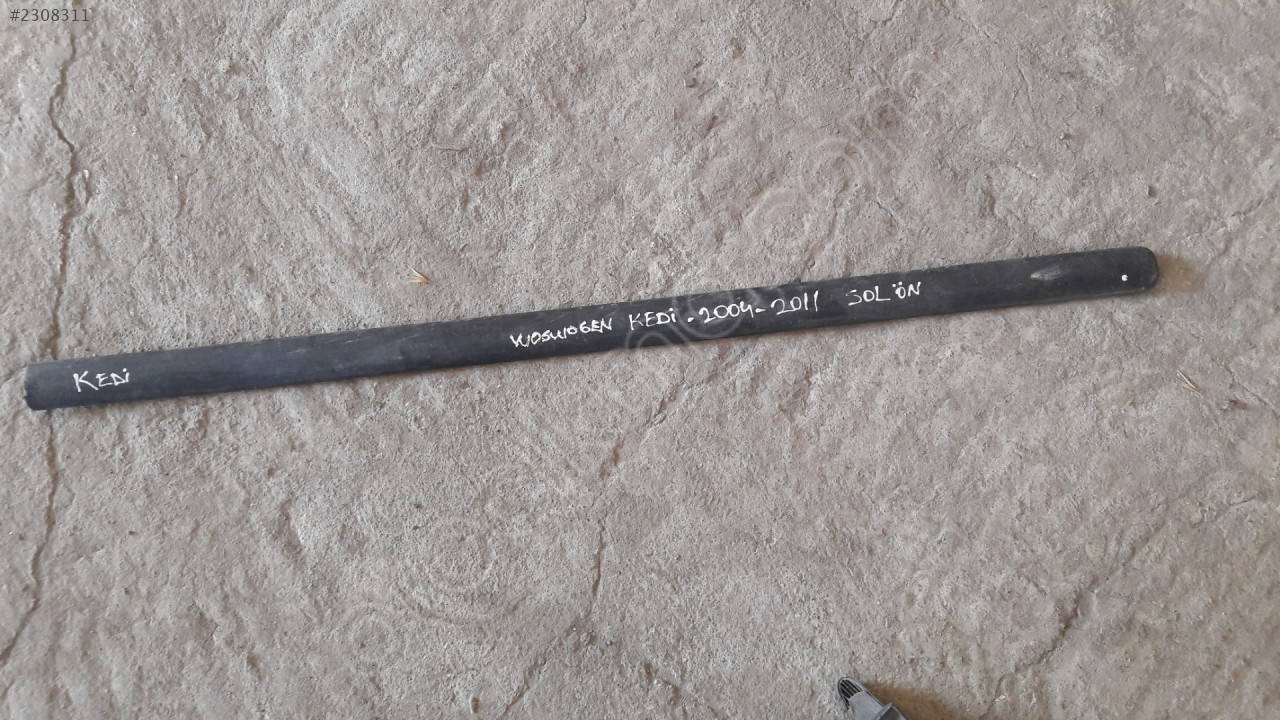 #2308311
KEDİ
WOSWOGEN KEDİ - 2004-2011 SOL ÖN